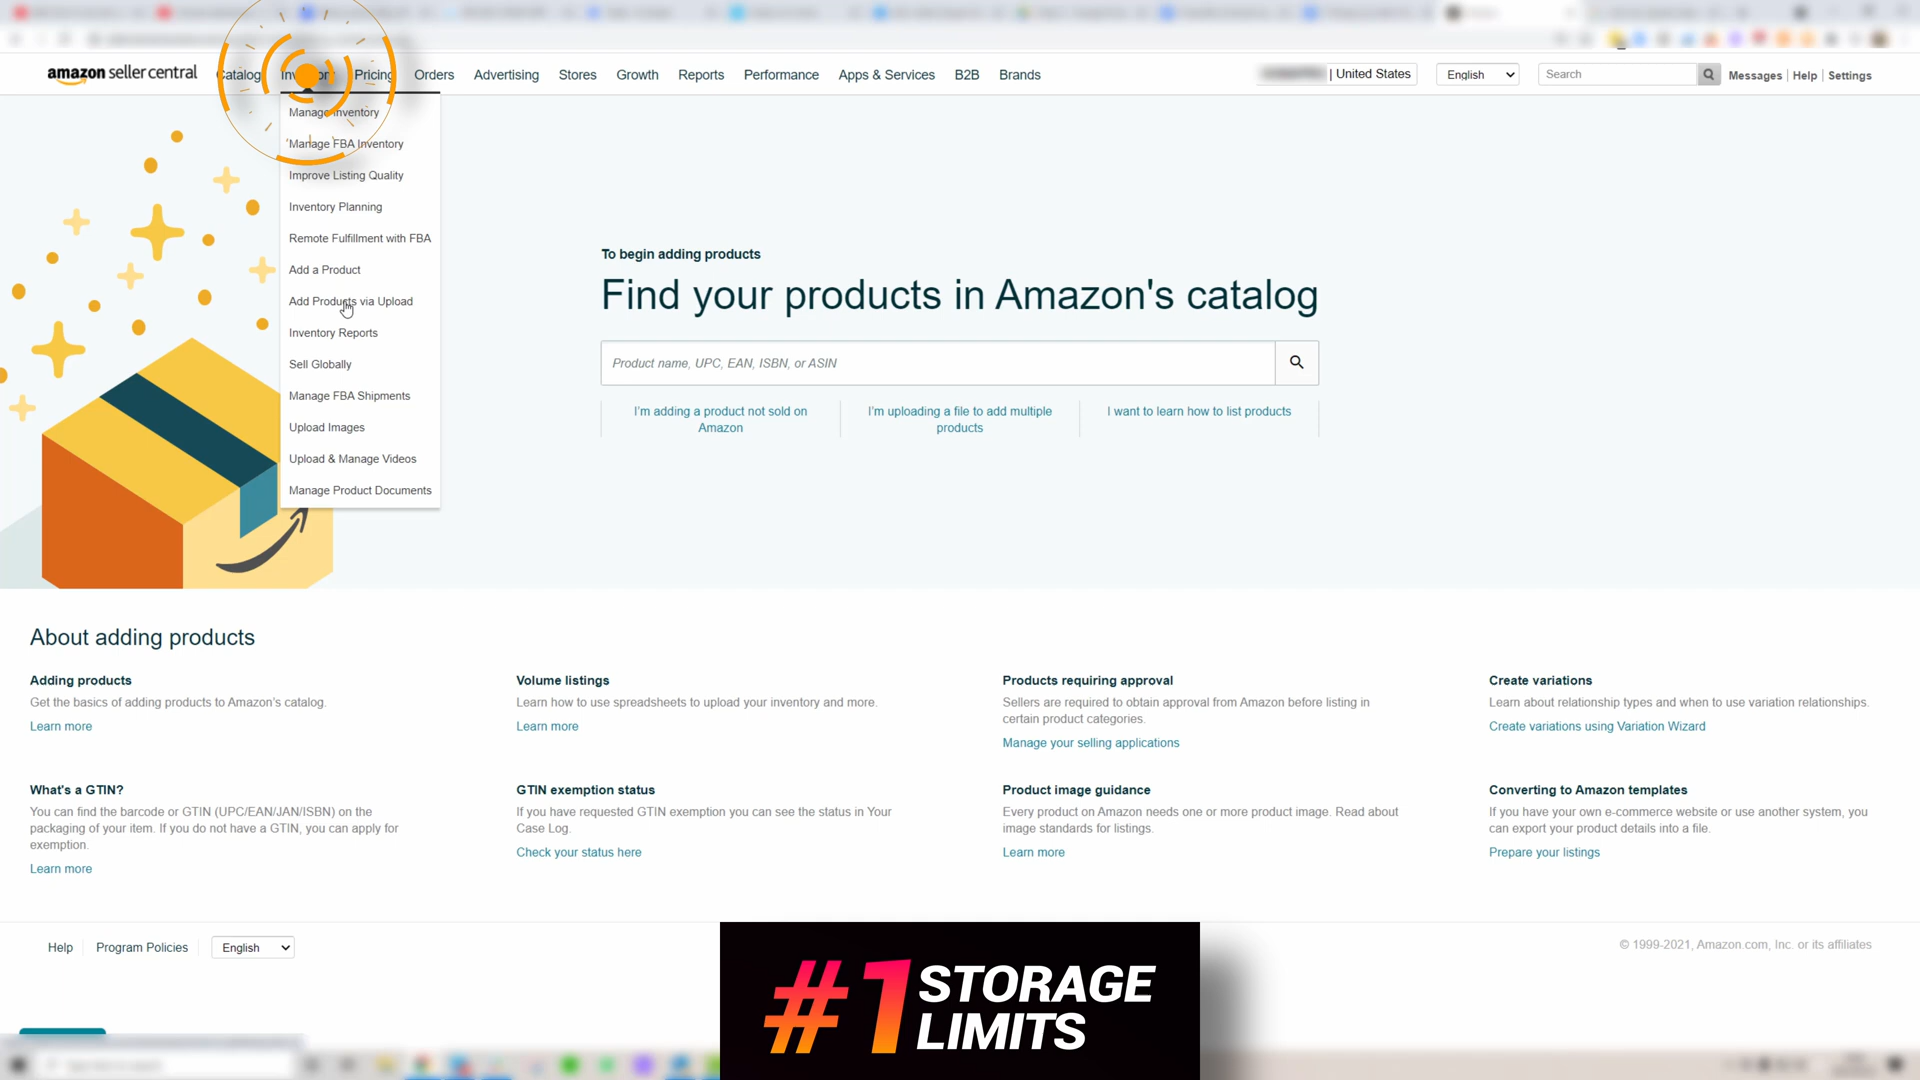 amazon seller central
Catalog
Inventory
Pricing
Orders
Advertising
Stores
Growth
Reports
Performance
Apps & Services
B2B
Brands
| United States
English
Search
Messages | Help | Settings
Manage Inventory
Manage FBA Inventory
Improve Listing Quality
Inventory Planning
Remote Fulfillment with FBA
Add a Product
Add Products via Upload
Inventory Reports
Sell Globally
Manage FBA Shipments
Upload Images
Upload & Manage Videos
Manage Product Documents
To begin adding products
Find your products in Amazon's catalog
Product name, UPC, EAN, ISBN, or ASIN
I'm adding a product not sold on
Amazon
I'm uploading a file to add multiple
products
I want to learn how to list products
About adding products
Adding products
Get the basics of adding products to Amazon's catalog.
Learn more
Volume listings
Learn how to use spreadsheets to upload your inventory and more.
Learn more
Products requiring approval
Sellers are required to obtain approval from Amazon before listing in
certain product categories.
Manage your selling applications
Create variations
Learn about relationship types and when to use variation relationships.
Create variations using Variation Wizard
What's a GTIN?
You can find the barcode or GTIN (UPC/EAN/JAN/ISBN) on the
packaging of your item. If you do not have a GTIN, you can apply for
exemption.
Learn more
GTIN exemption status
If you have requested GTIN exemption you can see the status in Your
Case Log.
Check your status here
Product image guidance
Every product on Amazon needs one or more product image. Read about
image standards for listings.
Learn more
Converting to Amazon templates
If you have your own e-commerce website or use another system, you
can export your product details into a file.
Prepare your listings
Help
Program Policies
English
© 1999-2021, Amazon.com, Inc. or its affiliates
#1 STORAGE
LIMITS